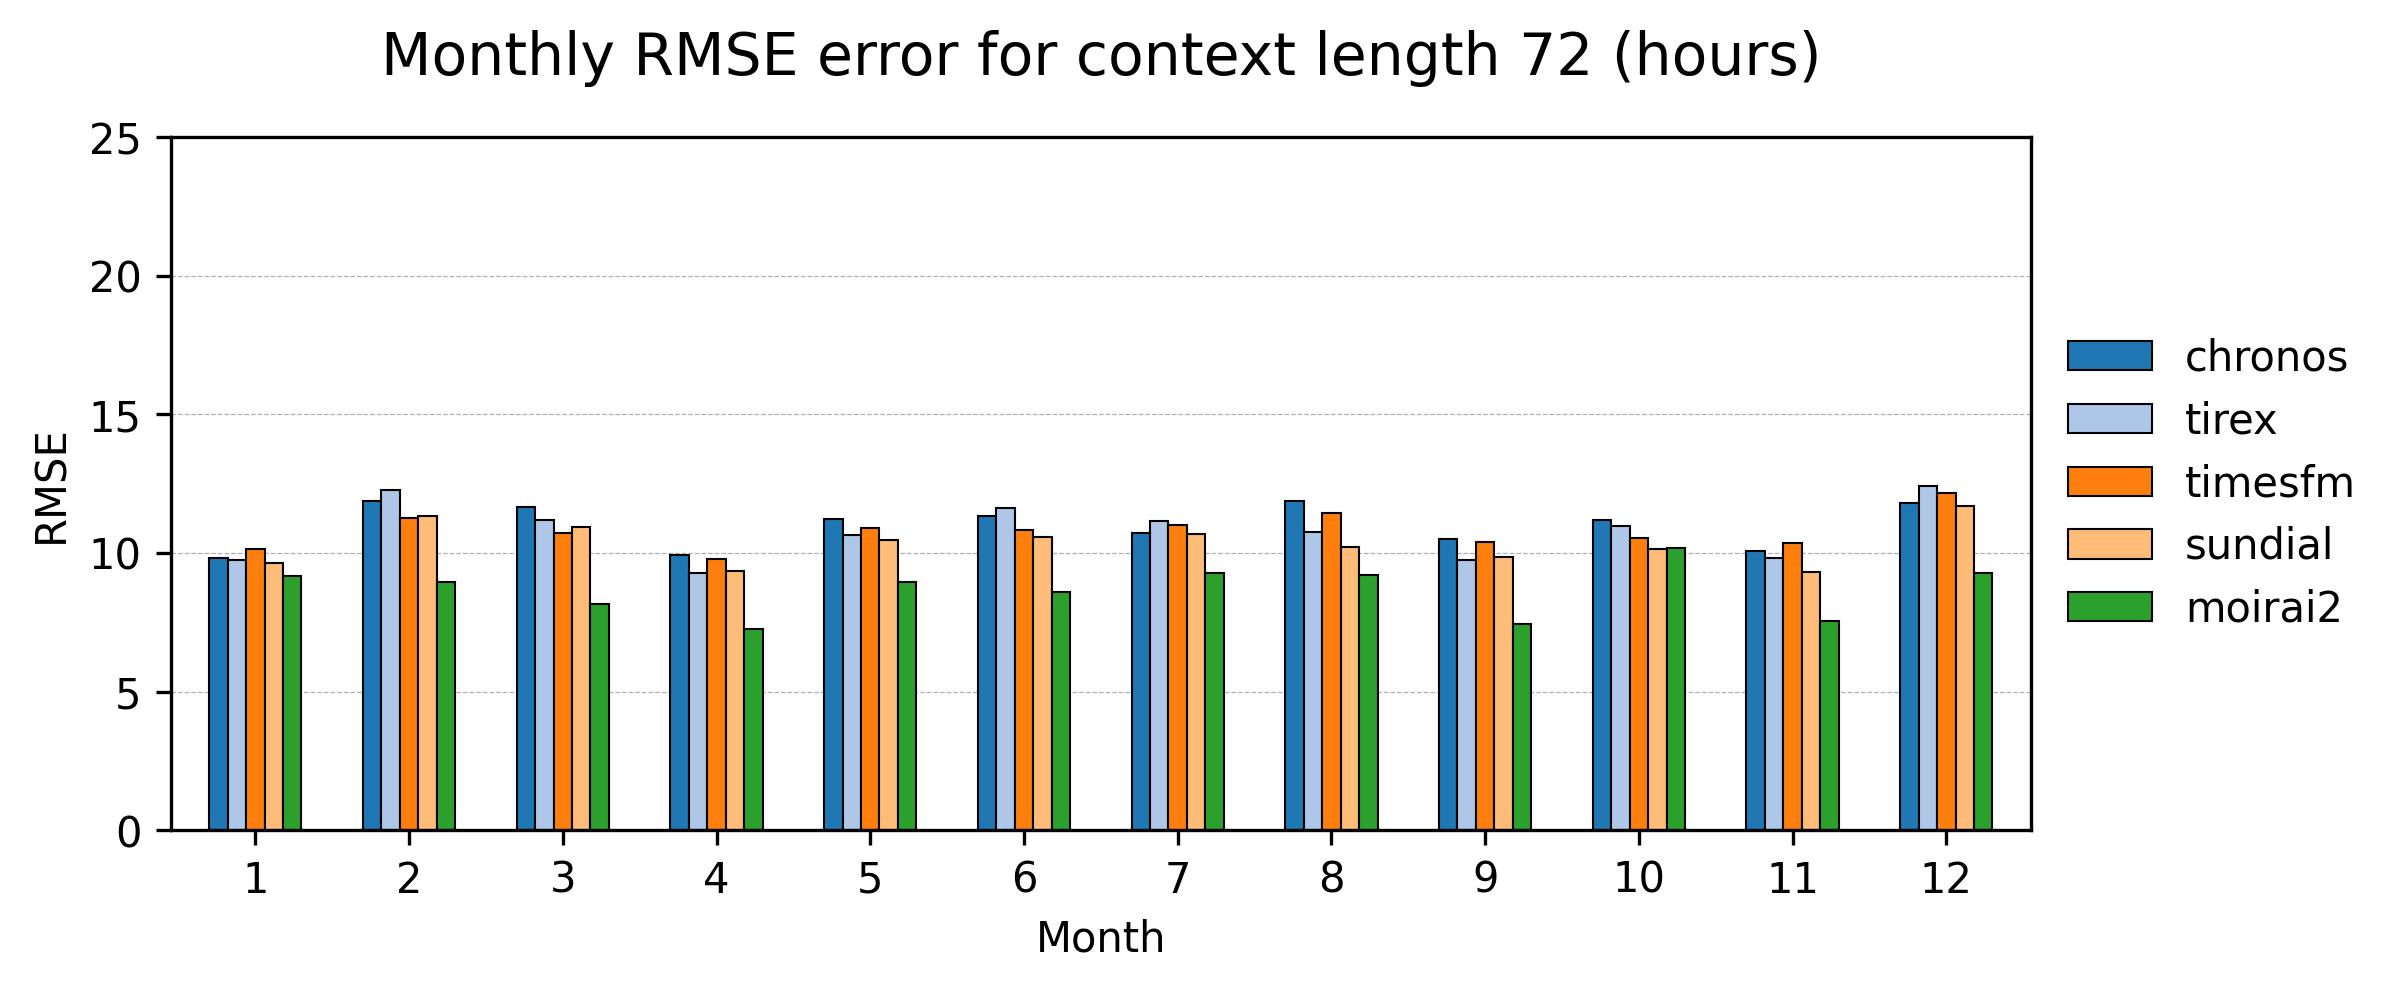 Monthly RMSE error for context length 72 (hours)
25
20
15
10
5
0
RMSE
1 2 3 4 5 6 7 8 9 10 11 12
Month
chronos
tirex
timesfm
sundial
moirai2